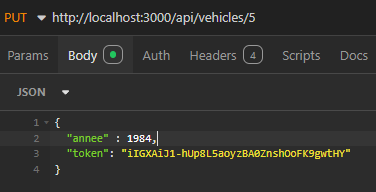 PUT http://localhost:3000/api/vehicles/5
Params Body Auth Headers 4 Scripts Docs
JSON
1 {
2 "annee" : 1984,
3 "token": "iIGXAiJ1-hUp8L5aoyzBA0ZnshOoFK9gwtHY"
4 }